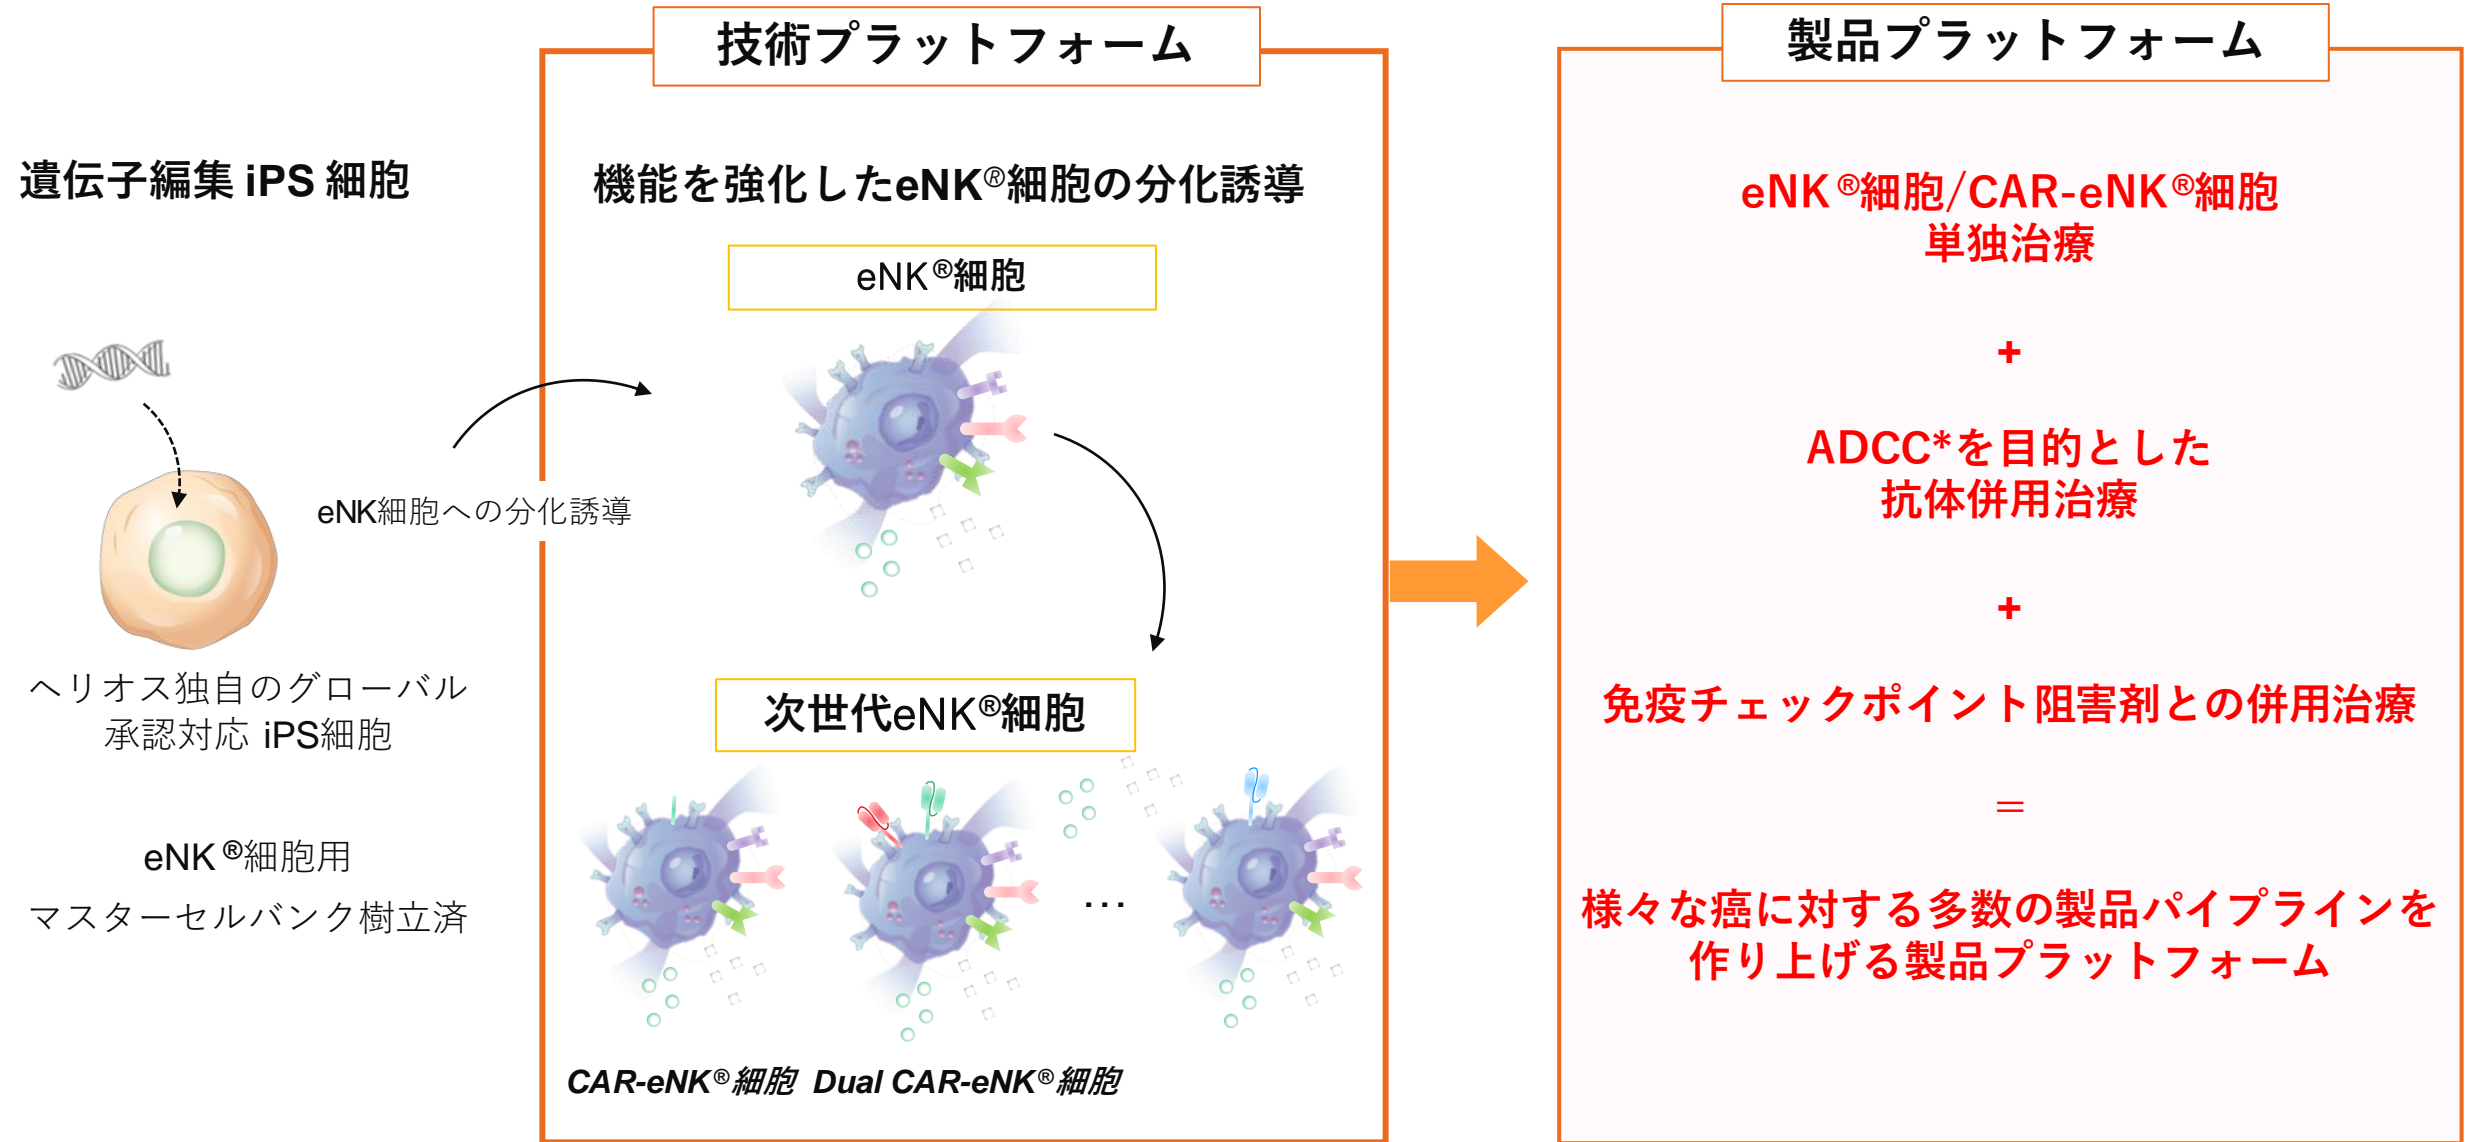 遺伝子編集 iPS 細胞
ヘリオス独自のグローバル
承認対応 iPS細胞
eNK®細胞用
マスターセルバンク樹立済
eNK細胞への分化誘導
技術プラットフォーム
機能を強化したeNK®細胞の分化誘導
eNK®細胞
次世代eNK®細胞
…
CAR-eNK®細胞 Dual CAR-eNK®細胞
製品プラットフォーム
eNK®細胞/CAR-eNK®細胞
単独治療
+
ADCC*を目的とした
抗体併用治療
+
免疫チェックポイント阻害剤との併用治療
＝
様々な癌に対する多数の製品パイプラインを
作り上げる製品プラットフォーム